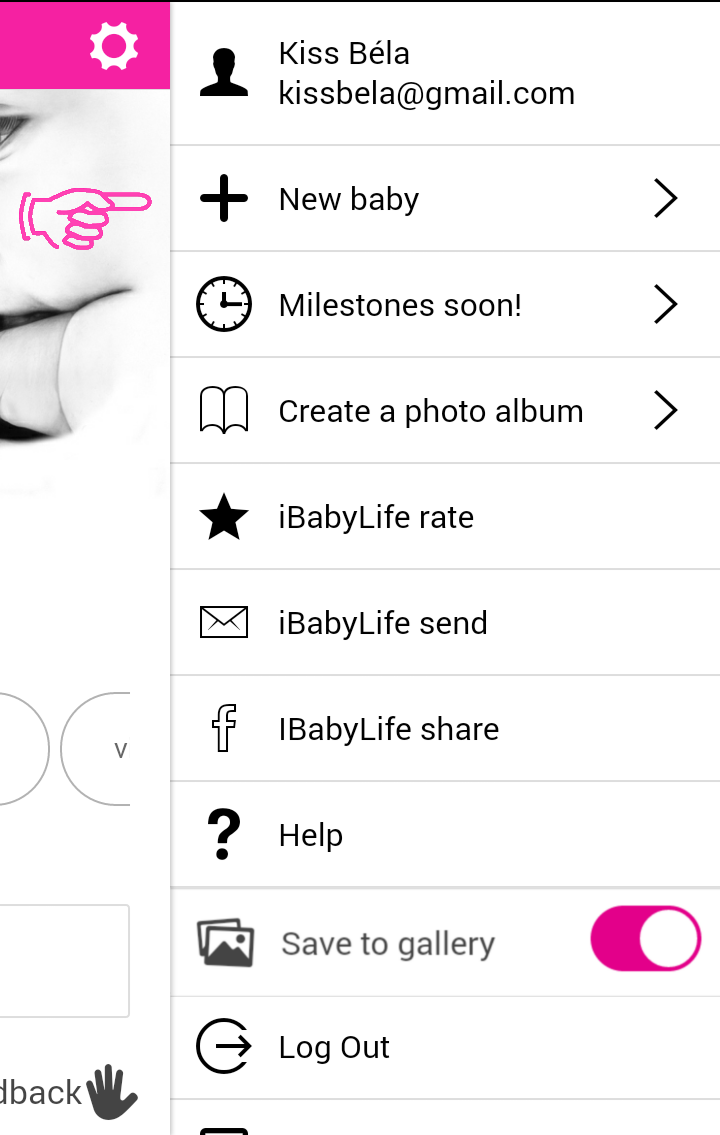 Kiss Béla
kissbela@gmail.com
New baby
Milestones soon!
Create a photo album
iBabyLife rate
iBabyLife send
IBabyLife share
v
Help
Save to gallery
Log Out
dback